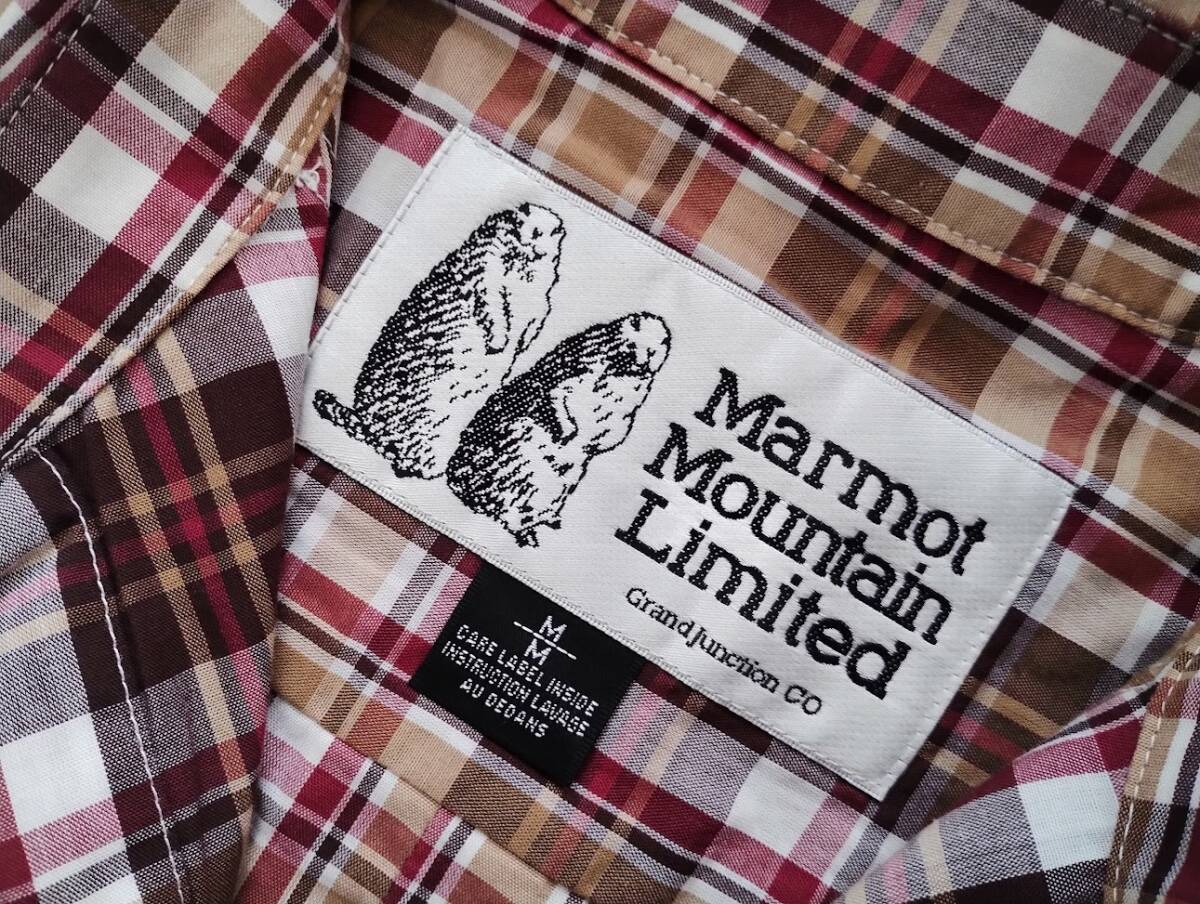 Marmot
Mountain
Limited
Grand Junction CO
M
M
CARE LABEL INSIDE
INSTRUCTION LAVAGE
AU DEDANS